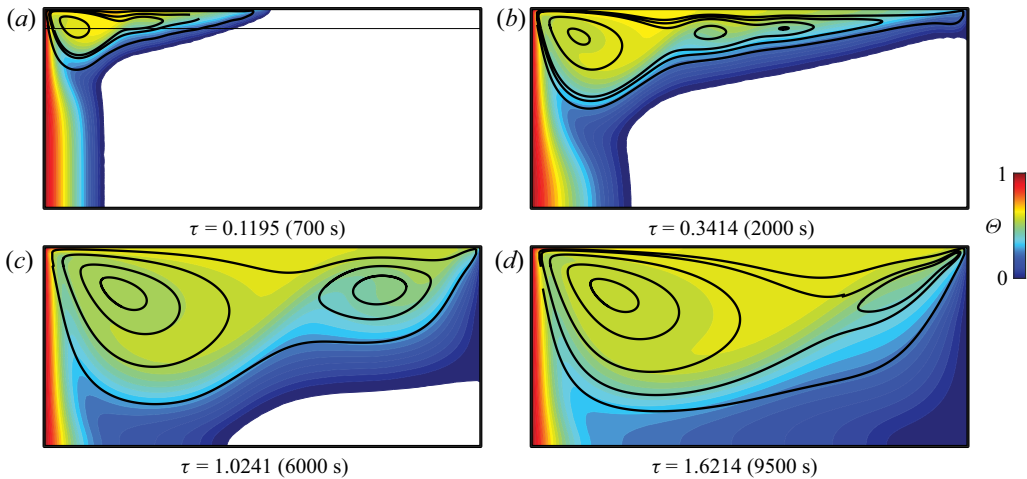 (a)
(b)
τ = 0.1195 (700 s)
τ = 0.3414 (2000 s)
1
Θ
0
(c)
(d)
τ = 1.0241 (6000 s)
τ = 1.6214 (9500 s)